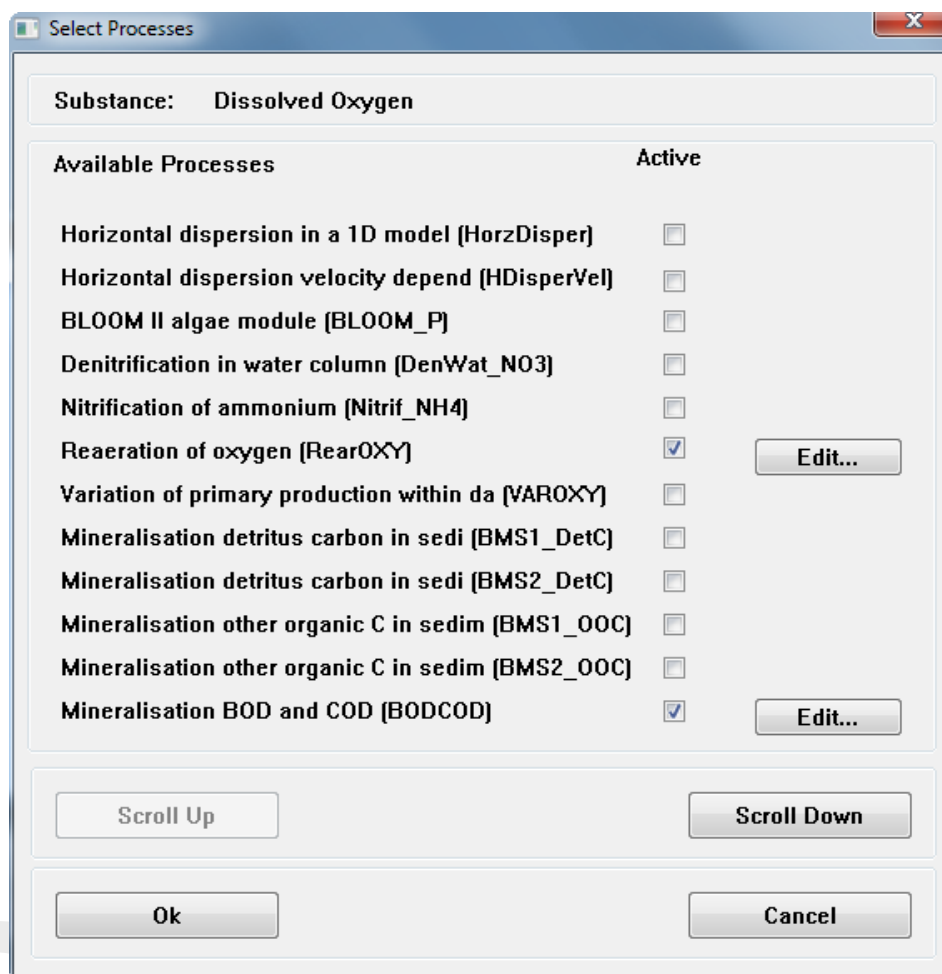 Select Processes
Substance: Dissolved Oxygen
Available Processes Active
Horizontal dispersion in a 1D model (HorzDisper)
Horizontal dispersion velocity depend (HDisperVel)
BLOOM II algae module (BLOOM_P)
Denitrification in water column (DenWat_NO3)
Nitrification of ammonium (Nitrif_NH4)
Reaeration of oxygen (RearOXY) Edit...
Variation of primary production within da (VAROXY)
Mineralisation detritus carbon in sedi (BMS1_DetC)
Mineralisation detritus carbon in sedi (BMS2_DetC)
Mineralisation other organic C in sedim (BMS1_OOC)
Mineralisation other organic C in sedim (BMS2_OOC)
Mineralisation BOD and COD (BODCOD) Edit...
Scroll Up Scroll Down
Ok Cancel